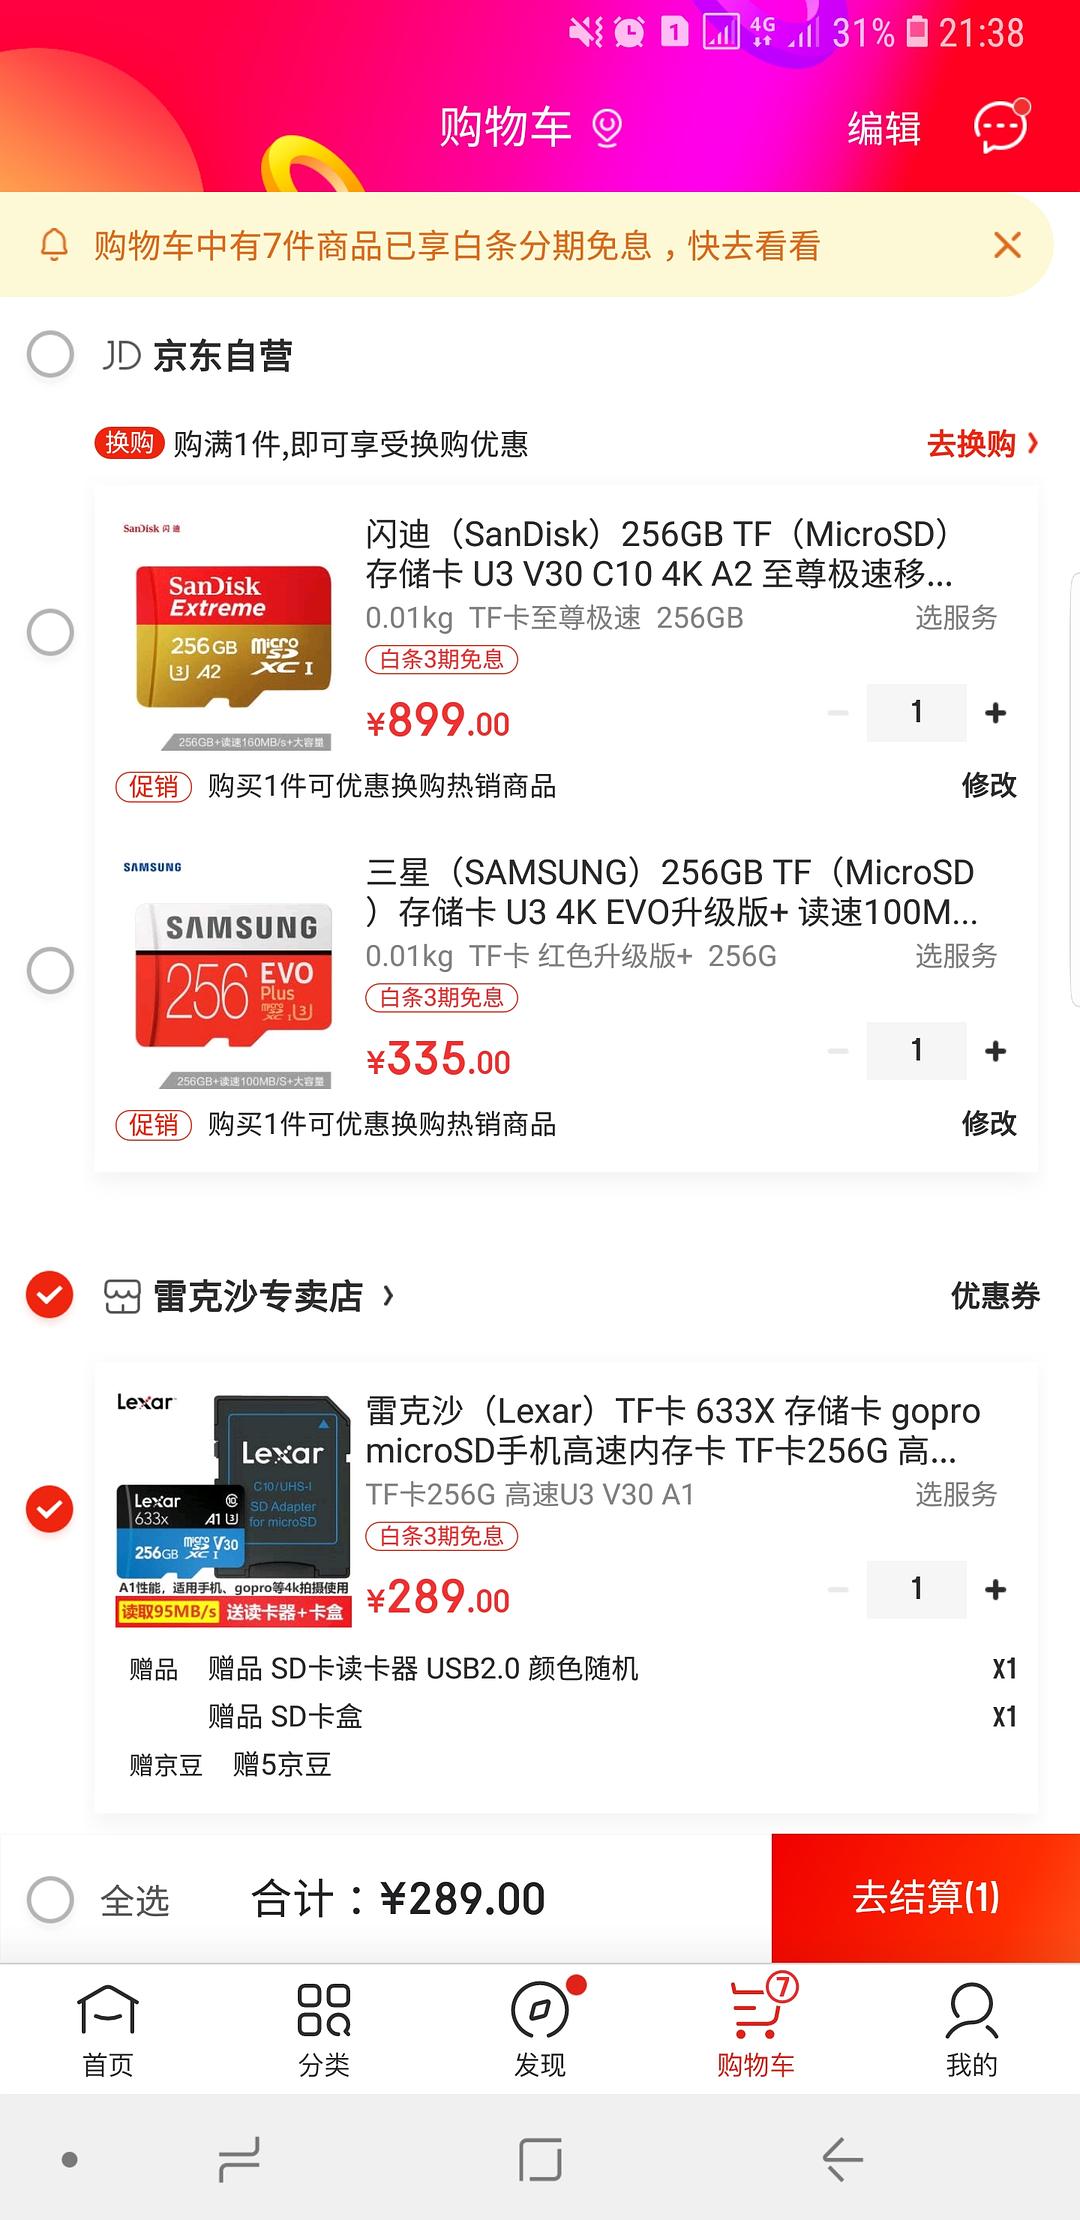 1 4G 31% 21:38
购物车 编辑
购物车中有7件商品已享白条分期免息，快去看看
JD 京东自营
换购 购满1件,即可享受换购优惠 去换购
SanDisk 闪迪
SanDisk
Extreme
256GB micro SD
U3 A2 XC I
256GB+读速160MB/s+大容量
闪迪（SanDisk）256GB TF（MicroSD）
存储卡 U3 V30 C10 4K A2 至尊极速移...
0.01kg TF卡至尊极速 256GB 选服务
白条3期免息
¥899.00 1 +
促销 购买1件可优惠换购热销商品 修改
SAMSUNG
SAMSUNG
256 EVO
Plus
micro SD XC I U3
256GB+读速100MB/S+大容量
三星（SAMSUNG）256GB TF（MicroSD
）存储卡 U3 4K EVO升级版+ 读速100M...
0.01kg TF卡 红色升级版+ 256G 选服务
白条3期免息
¥335.00 1 +
促销 购买1件可优惠换购热销商品 修改
雷克沙专卖店 优惠券
Lexar
Lexar
C10/UHS-I
SD Adapter
for microSD
Lexar
633x A1 U3
256GB micro SD XC I V30
A1性能，适用手机、gopro等4k拍摄使用
读取95MB/s 送读卡器+卡盒
雷克沙（Lexar）TF卡 633X 存储卡 gopro
microSD手机高速内存卡 TF卡256G 高...
TF卡256G 高速U3 V30 A1 选服务
白条3期免息
¥289.00 1 +
赠品 赠品 SD卡读卡器 USB2.0 颜色随机 X1
赠品 SD卡盒 X1
赠京豆 赠5京豆
全选 合计：¥289.00 去结算(1)
7
首页 分类 发现 购物车 我的